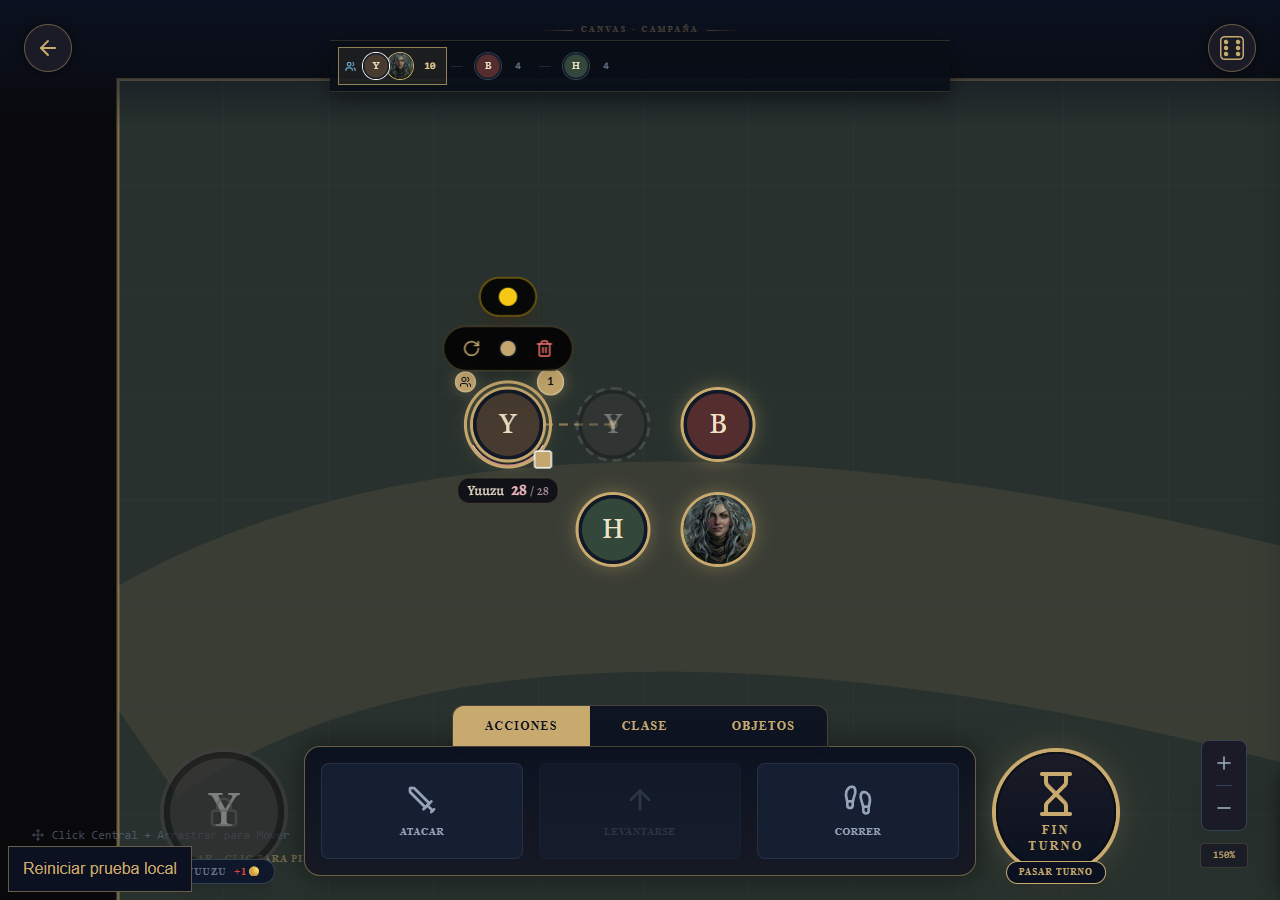 CANVAS · CAMPAÑA
Y 10 B 4 H 4
1
Y Y B
Yuuzu 28 / 28
H
ACCIONES CLASE OBJETOS
ATACAR LEVANTARSE CORRER
Y
Click Central + Arrastrar para Mover
FIN
TURNO
PASAR TURNO
150%
Reiniciar prueba local
+1